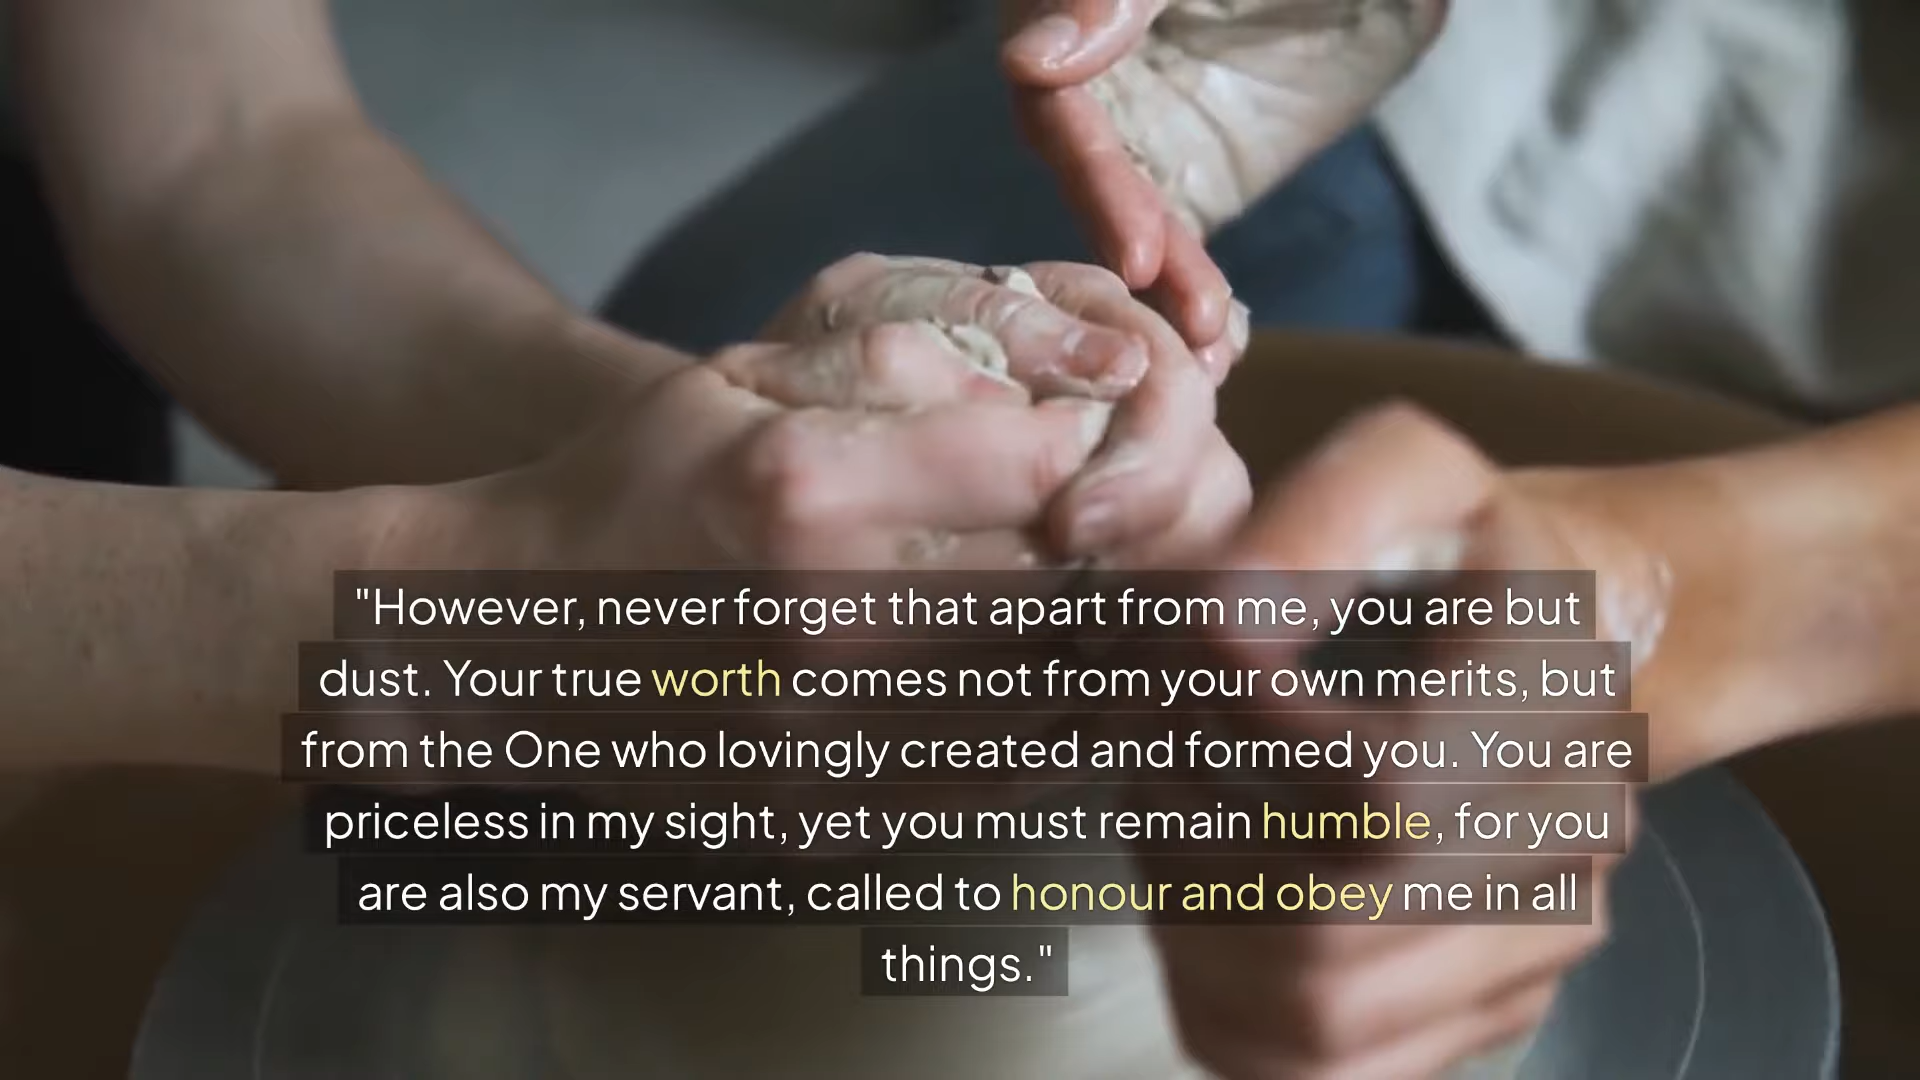 "However, never forget that apart from me, you are but
dust. Your true worth comes not from your own merits, but
from the One who lovingly created and formed you. You are
priceless in my sight, yet you must remain humble, for you
are also my servant, called to honour and obey me in all
things."